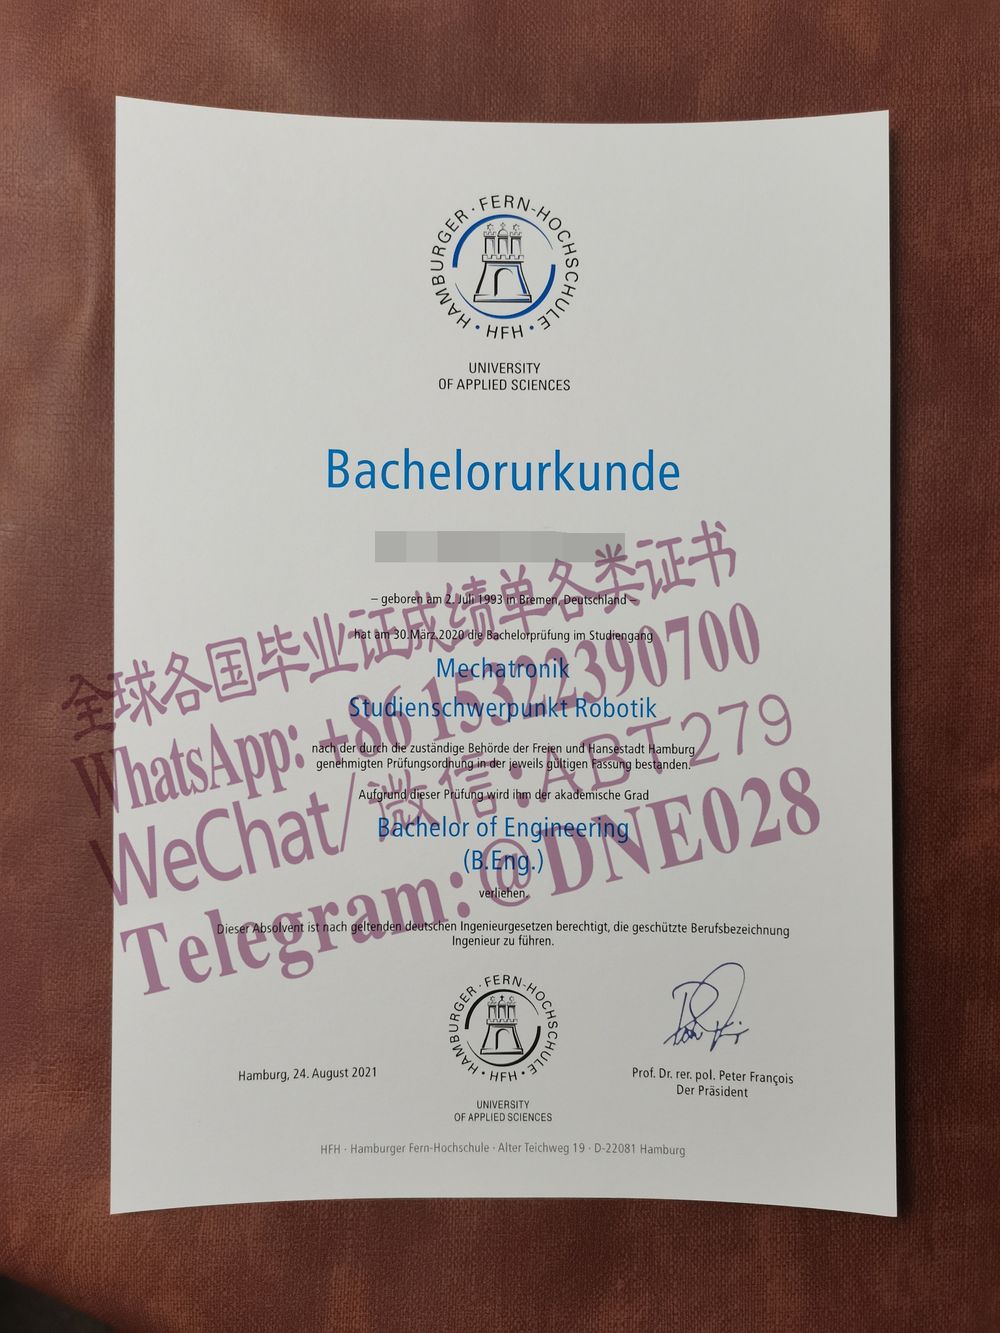 HAMBURGER · FERN-HOCHSCHULE · HFH ·
UNIVERSITY
OF APPLIED SCIENCES
Bachelorurkunde
– geboren am 2. Juli 1993 in Bremen, Deutschland –
hat am 30.März.2020 die Bachelorprüfung im Studiengang
Mechatronik
Studienschwerpunkt Robotik
nach der durch die zuständige Behörde der Freien und Hansestadt Hamburg
genehmigten Prüfungsordnung in der jeweils gültigen Fassung bestanden.
Aufgrund dieser Prüfung wird ihm der akademische Grad
Bachelor of Engineering
(B.Eng.)
verliehen.
Dieser Absolvent ist nach geltenden deutschen Ingenieurgesetzen berechtigt, die geschützte Berufsbezeichnung
Ingenieur zu führen.
全球各国毕业证成绩单各类证书
WhatsApp: +86 15322390700
WeChat/微信:ABT279
Telegram:@DNE028
HAMBURGER · FERN-HOCHSCHULE · HFH ·
UNIVERSITY
OF APPLIED SCIENCES
Hamburg, 24. August 2021
Prof. Dr. rer. pol. Peter François
Der Präsident
HFH · Hamburger Fern-Hochschule · Alter Teichweg 19 · D-22081 Hamburg